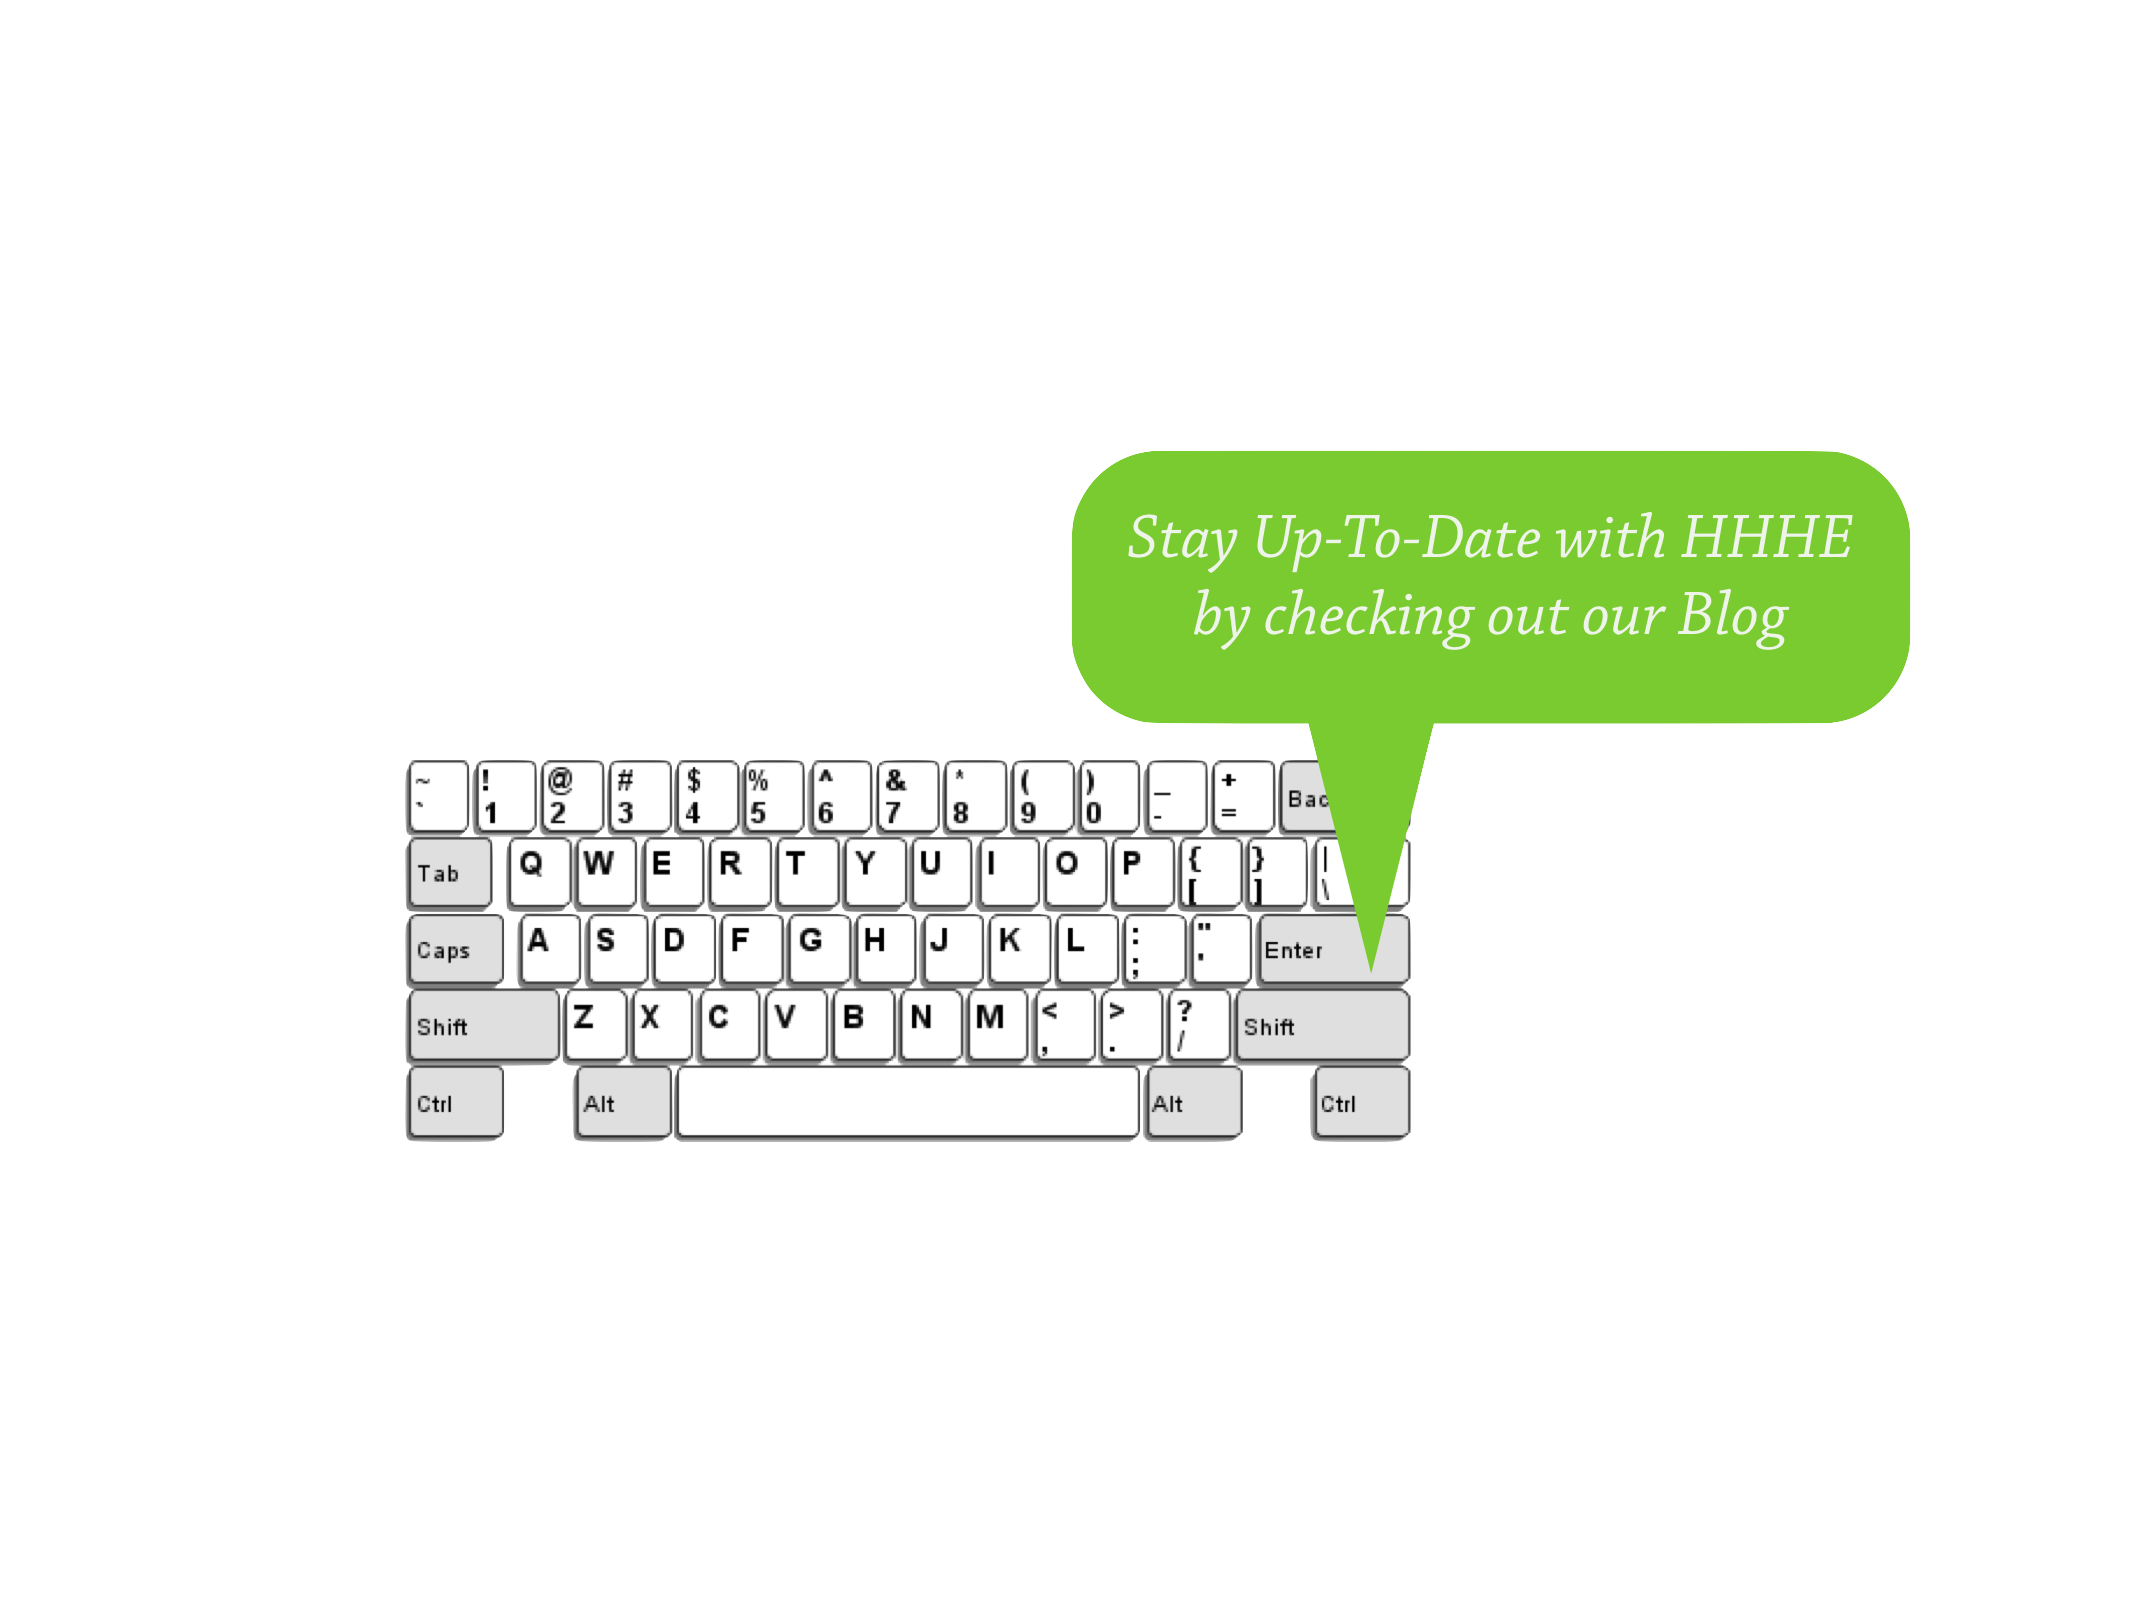 Stay Up-To-Date with HHHE
by checking out our Blog
~ ! @ # $ % ^ & * ( ) _ +
` 1 2 3 4 5 6 7 8 9 0 - =
Tab Q W E R T Y U I O P { } |
[ ] \
Caps A S D F G H J K L : " Enter
; '
Shift Z X C V B N M < > ? Shift
, . /
Ctrl Alt Alt Ctrl